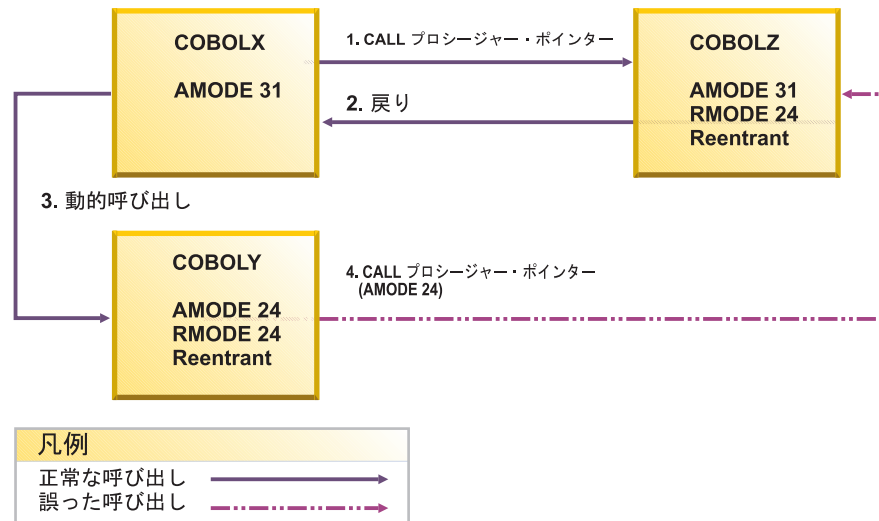 COBOLX
AMODE 31
1. CALL プロシージャー・ポインター
2. 戻り
COBOLZ
AMODE 31
RMODE 24
Reentrant
3. 動的呼び出し
COBOLY
AMODE 24
RMODE 24
Reentrant
4. CALL プロシージャー・ポインター
(AMODE 24)
凡例
正常な呼び出し
誤った呼び出し